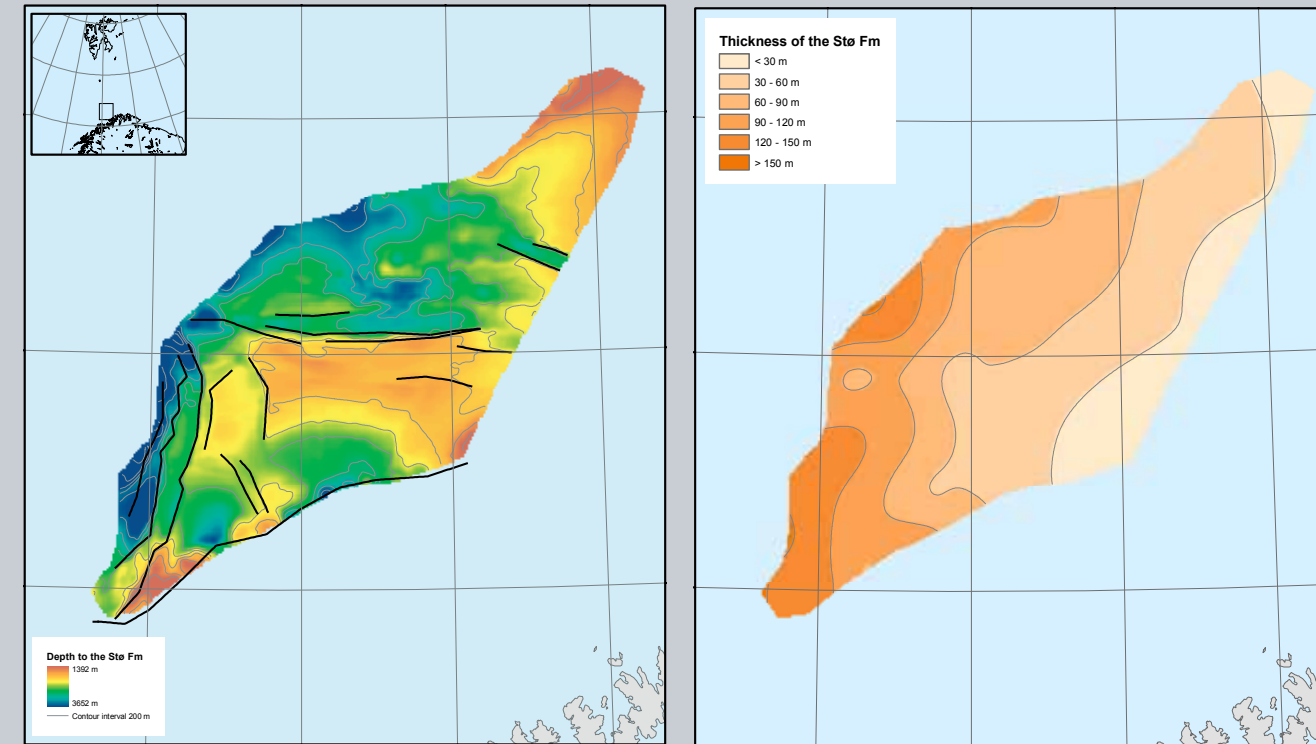 Depth to the Stø Fm
1392 m
3652 m
Contour interval 200 m
Thickness of the Stø Fm
< 30 m
30 - 60 m
60 - 90 m
90 - 120 m
120 - 150 m
> 150 m